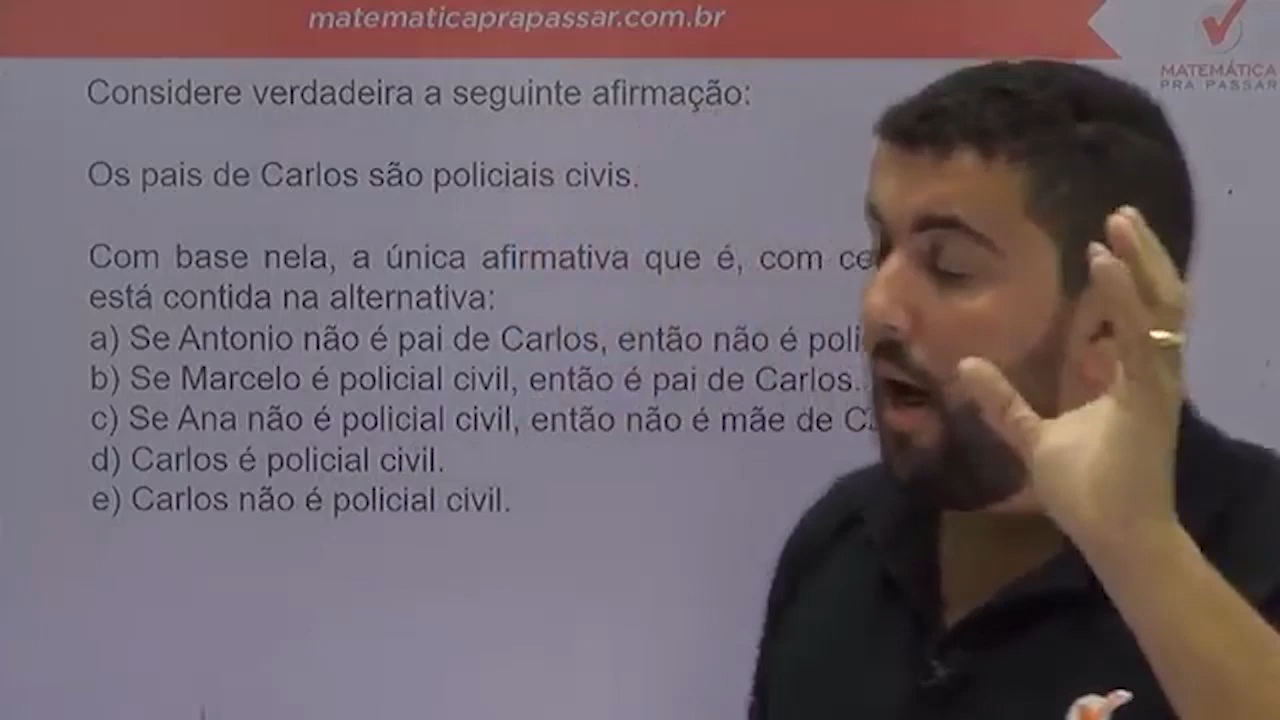 matematicaprapassar.com.br
MATEMÁTICA
PRA PASSAR
Considere verdadeira a seguinte afirmação:
Os pais de Carlos são policiais civis.
Com base nela, a única afirmativa que é, com
está contida na alternativa:
a) Se Antonio não é pai de Carlos, então não é
b) Se Marcelo é policial civil, então é pai de Carlos.
c) Se Ana não é policial civil, então não é mãe de
d) Carlos é policial civil.
e) Carlos não é policial civil.